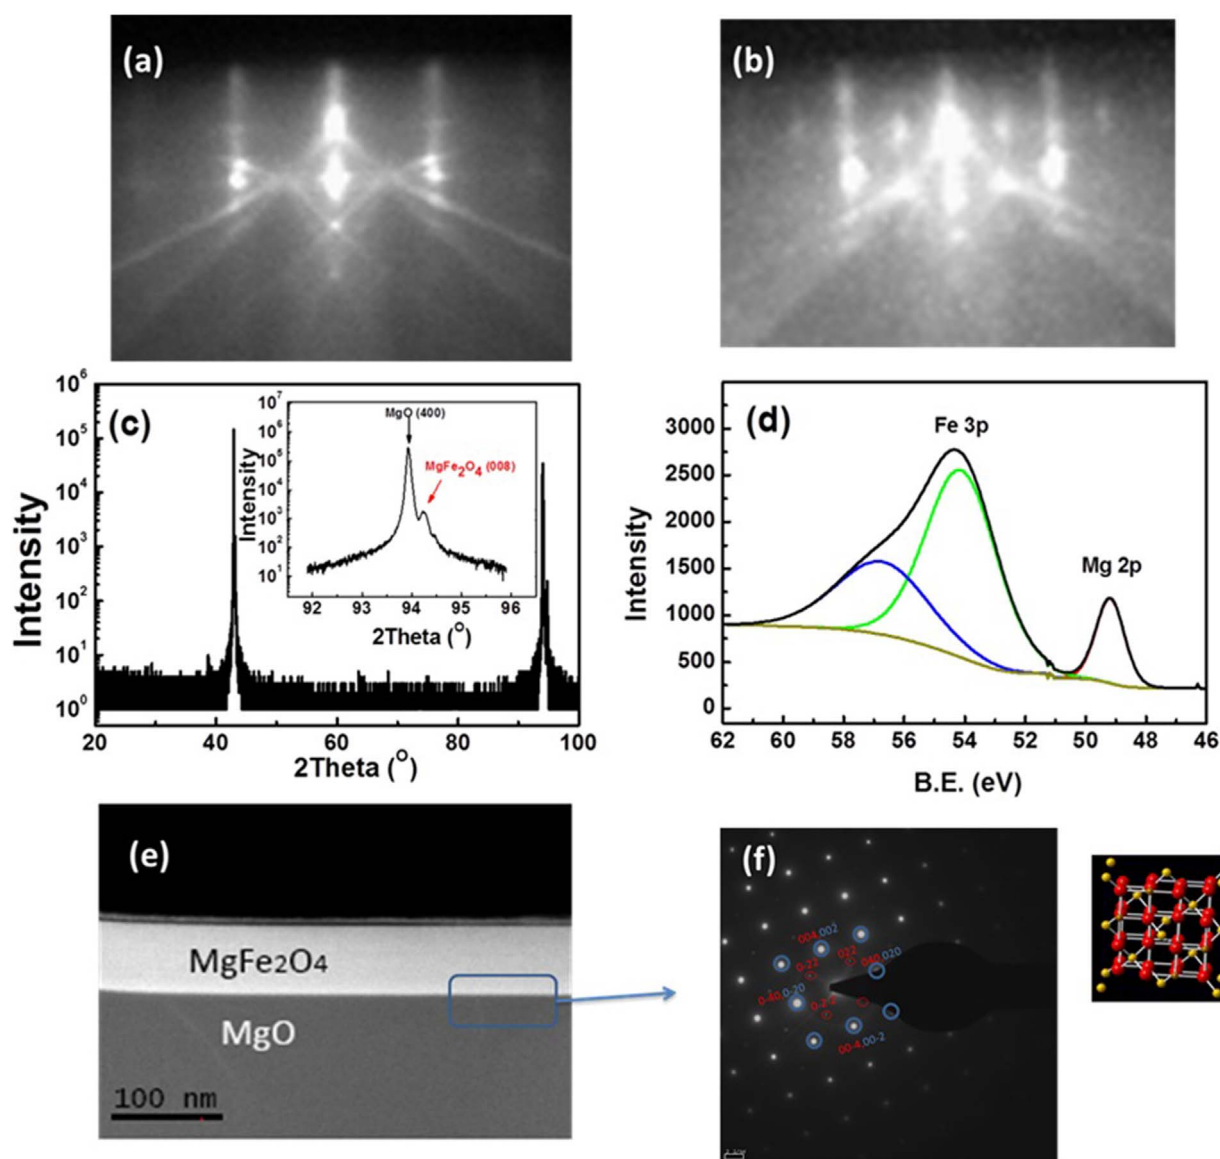 (a)
(b)
(c)
10⁶
10⁵
10⁴
10³
10²
10¹
10⁰
Intensity
20 40 60 80 100
2Theta (O)
10⁷
10⁶
10⁵
10⁴
10³
10²
10¹
Intensity
MgO (400)
MgFe₂O₄ (008)
92 93 94 95 96
2Theta (O)
(d)
3000
2500
2000
1500
1000
500
0
Intensity
Fe 3p
Mg 2p
62 60 58 56 54 52 50 48 46
B.E. (eV)
(e)
MgFe₂O₄
MgO
100 nm
(f)
004,002
022
040,020
0-22
0-40,0-20
0-2-2
00-4,00-2